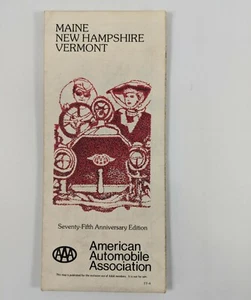 MAINE
NEW HAMPSHIRE
VERMONT
Seventy-Fifth Anniversary Edition
AAA
American
Automobile
Association